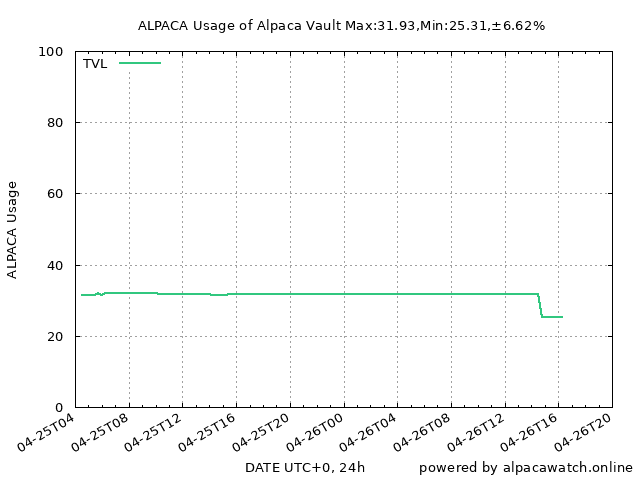 ALPACA Usage of Alpaca Vault Max:31.93,Min:25.31,±6.62%
TVL
ALPACA Usage
100
80
60
40
20
0
04-25T04
04-25T08
04-25T12
04-25T16
04-25T20
04-26T00
04-26T04
04-26T08
04-26T12
04-26T16
04-26T20
DATE UTC+0, 24h
powered by alpacawatch.online